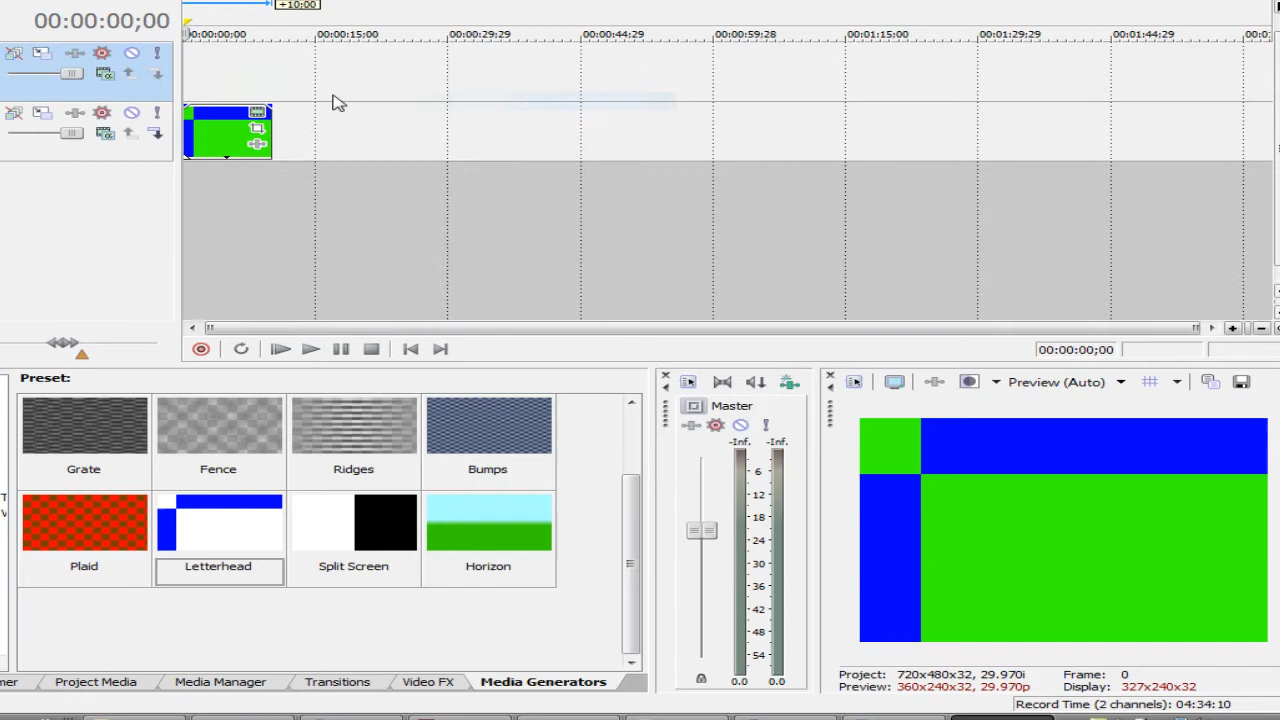 +10;00
00:00:00;00
00:00:00;00 00:00:15;00 00:00:29;29 00:00:44;29 00:00:59;28 00:01:15;00 00:01:29;29 00:01:44;29
00:00:00;00
Preset:
Preview (Auto)
Master
-Inf. -Inf.
6
12
18
24
30
36
42
48
54
0.0 0.0
Grate Fence Ridges Bumps
Plaid Letterhead Split Screen Horizon
Project Media Media Manager Transitions Video FX Media Generators
Project: 720x480x32, 29.970i Frame: 0
Preview: 360x240x32, 29.970p Display: 327x240x32
Record Time (2 channels): 04:34:10